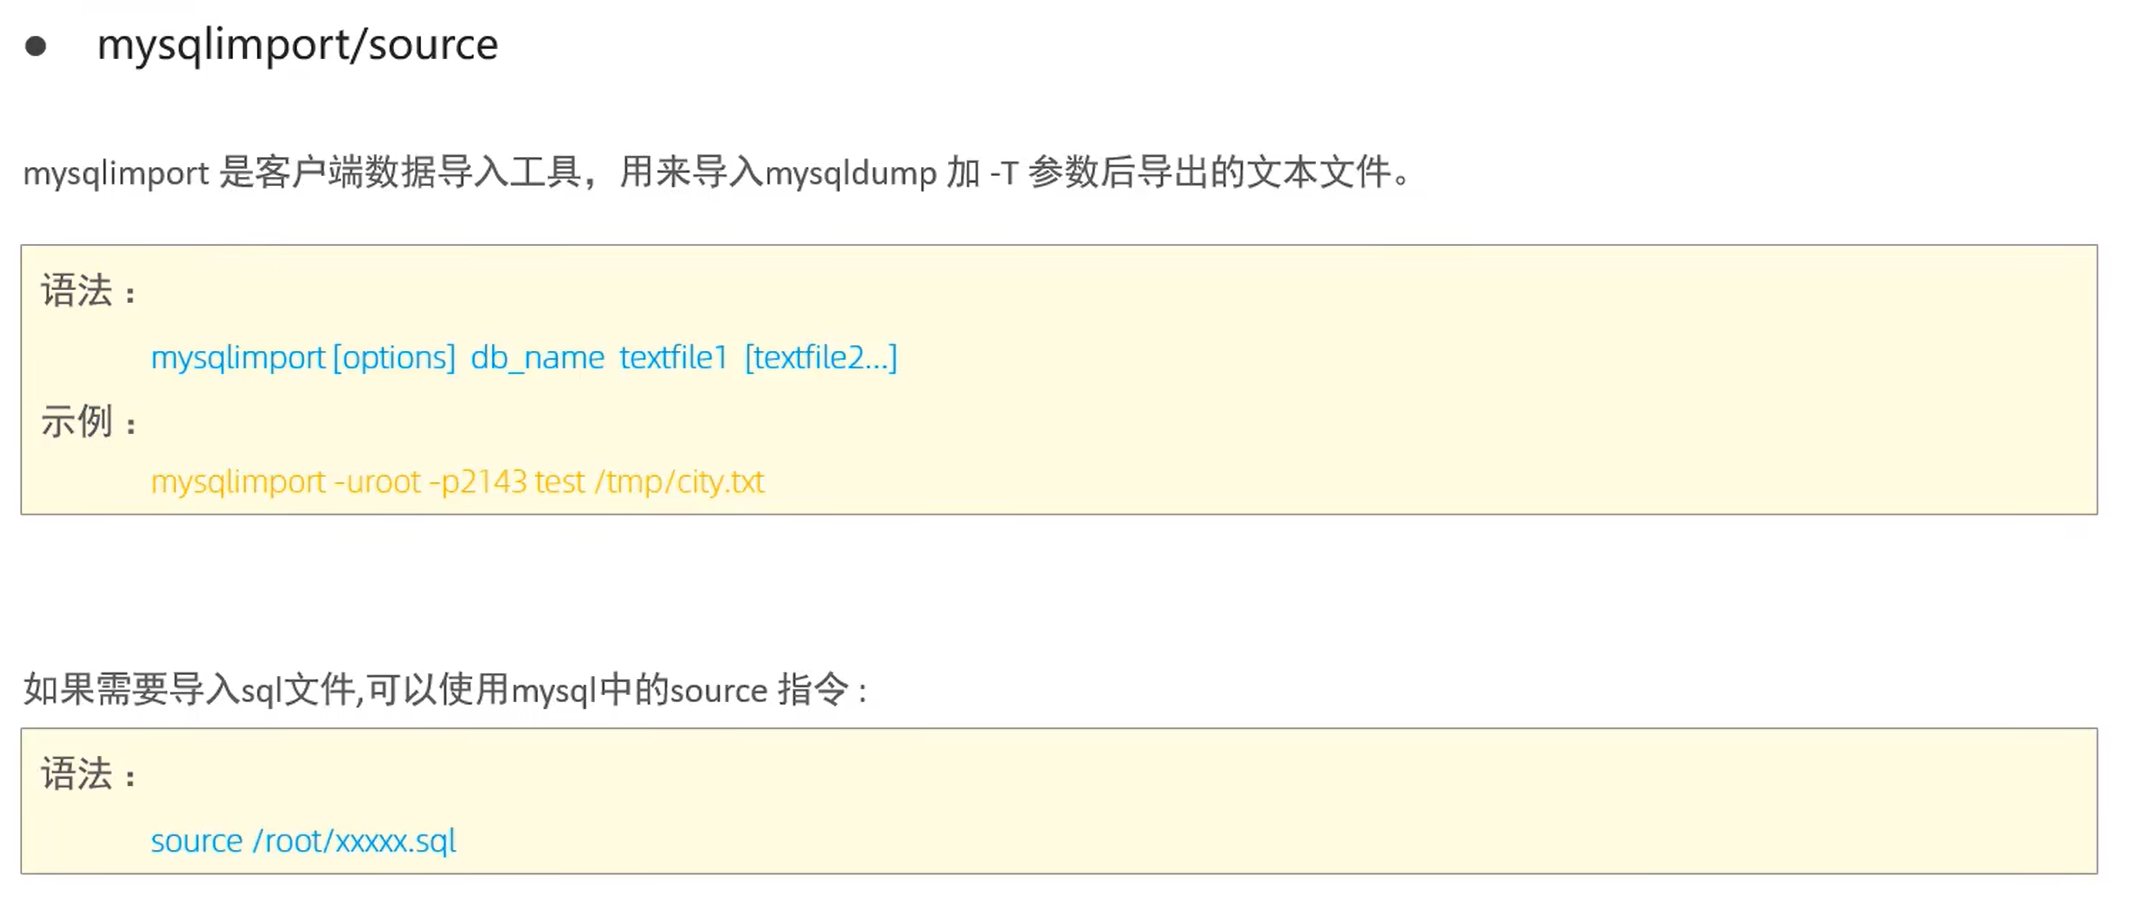 ● mysqlimport/source
mysqlimport 是客户端数据导入工具，用来导入mysqldump 加 -T 参数后导出的文本文件。
语法：
mysqlimport [options] db_name textfile1 [textfile2...]
示例：
mysqlimport -uroot -p2143 test /tmp/city.txt
如果需要导入sql文件,可以使用mysql中的source 指令 :
语法：
source /root/xxxxx.sql